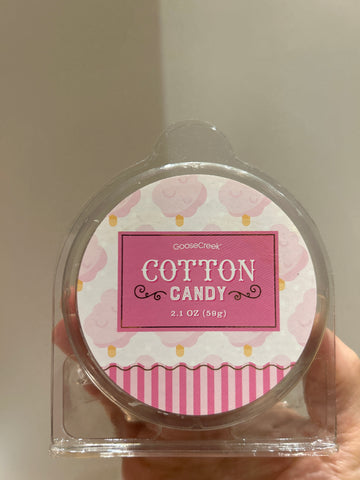 GooseCreek
COTTON
CANDY
2.1 OZ (59g)